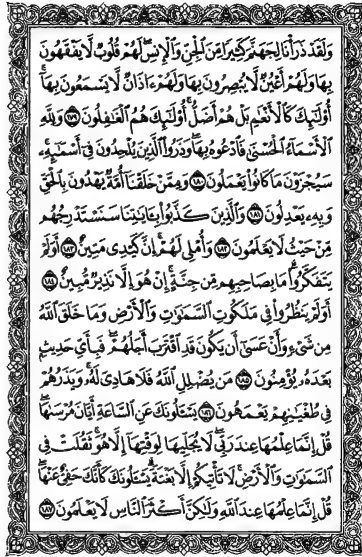 وَلَقَدْ ذَرَأْنَا لِجَهَنَّمَ كَثِيرًا مِّنَ ٱلْجِنِّ وَٱلْإِنسِ لَهُمْ قُلُوبٌ لَّا يَفْقَهُونَ
بِهَا وَلَهُمْ أَعْيُنٌ لَّا يُبْصِرُونَ بِهَا وَلَهُمْ ءَاذَانٌ لَّا يَسْمَعُونَ بِهَا
أُو۟لَٰٓئِكَ كَٱلْأَنْعَٰمِ بَلْ هُمْ أَضَلُّ أُو۟لَٰٓئِكَ هُمُ ٱلْغَٰفِلُونَ ١٧٩ وَلِلَّهِ
ٱلْأَسْمَآءُ ٱلْحُسْنَىٰ فَٱدْعُوهُ بِهَا وَذَرُوا۟ ٱلَّذِينَ يُلْحِدُونَ فِىٓ أَسْمَٰٓئِهِۦ
سَيُجْزَوْنَ مَا كَانُوا۟ يَعْمَلُونَ ١٨٠ وَمِمَّنْ خَلَقْنَآ أُمَّةٌ يَهْدُونَ بِٱلْحَقِّ
وَبِهِۦ يَعْدِلُونَ ١٨١ وَٱلَّذِينَ كَذَّبُوا۟ بِـَٔايَٰتِنَا سَنَسْتَدْرِجُهُم
مِّنْ حَيْثُ لَا يَعْلَمُونَ ١٨٢ وَأُمْلِى لَهُمْ إِنَّ كَيْدِى مَتِينٌ ١٨٣ أَوَلَمْ
يَتَفَكَّرُوا۟ مَا بِصَاحِبِهِم مِّن جِنَّةٍ إِنْ هُوَ إِلَّا نَذِيرٌ مُّبِينٌ ١٨٤
أَوَلَمْ يَنظُرُوا۟ فِى مَلَكُوتِ ٱلسَّمَٰوَٰتِ وَٱلْأَرْضِ وَمَا خَلَقَ ٱللَّهُ
مِن شَىْءٍ وَأَنْ عَسَىٰٓ أَن يَكُونَ قَدِ ٱقْتَرَبَ أَجَلُهُمْ فَبِأَىِّ حَدِيثٍۭ
بَعْدَهُۥ يُؤْمِنُونَ ١٨٥ مَن يُضْلِلِ ٱللَّهُ فَلَا هَادِىَ لَهُۥ وَيَذَرُهُمْ
فِى طُغْيَٰنِهِمْ يَعْمَهُونَ ١٨٦ يَسْـَٔلُونَكَ عَنِ ٱلسَّاعَةِ أَيَّانَ مُرْسَىٰهَا
قُلْ إِنَّمَا عِلْمُهَا عِندَ رَبِّى لَا يُجَلِّيهَا لِوَقْتِهَآ إِلَّا هُوَ ثَقُلَتْ فِى
ٱلسَّمَٰوَٰتِ وَٱلْأَرْضِ لَا تَأْتِيكُمْ إِلَّا بَغْتَةً يَسْـَٔلُونَكَ كَأَنَّكَ حَفِىٌّ عَنْهَا
قُلْ إِنَّمَا عِلْمُهَا عِندَ ٱللَّهِ وَلَٰكِنَّ أَكْثَرَ ٱلنَّاسِ لَا يَعْلَمُونَ ١٨٧